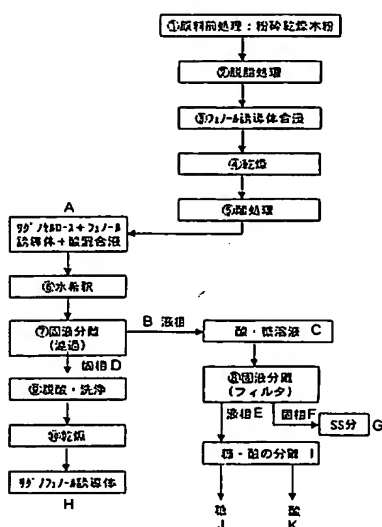 ①原料前処理：粉砕乾燥木粉
②脱脂処理
③フェノール誘導体合浸
④乾燥
⑤酸処理
A
リグノセルロース＋フェノール
誘導体＋酸混合液
⑥水希釈
⑦固液分離
（濾過）
B 液相
酸・糖溶液 C
固相 D
⑧固液分離
（フィルタ）
脱酸・洗浄
液相 E
固相 F
SS分 G
⑩乾燥
糖・酸の分離 I
リグノフェノール誘導体
H
糖
酸
J
K